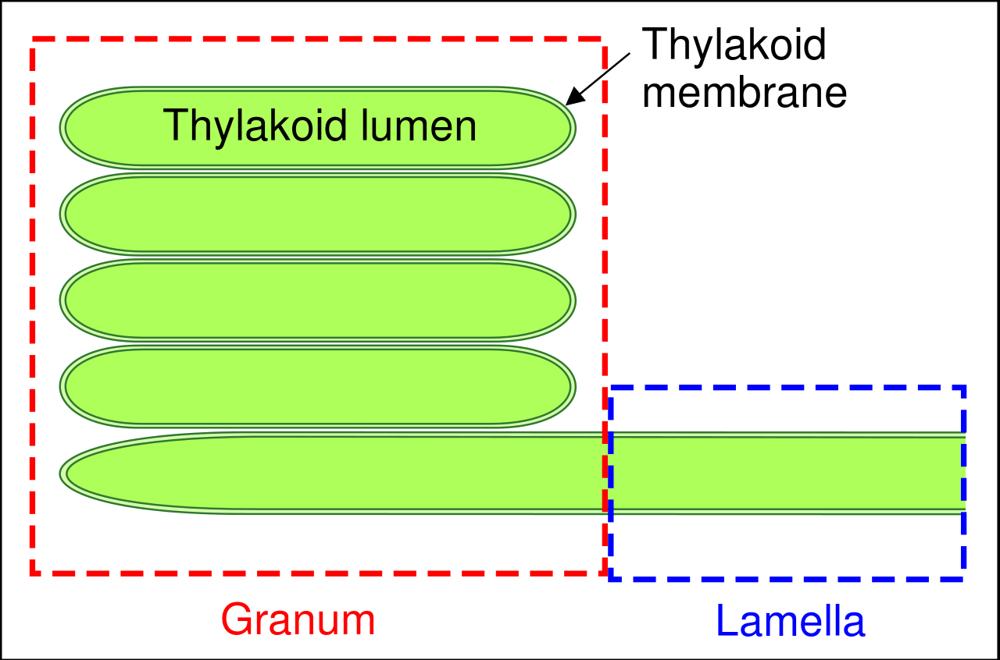 Thylakoid
membrane
Thylakoid lumen
Granum
Lamella